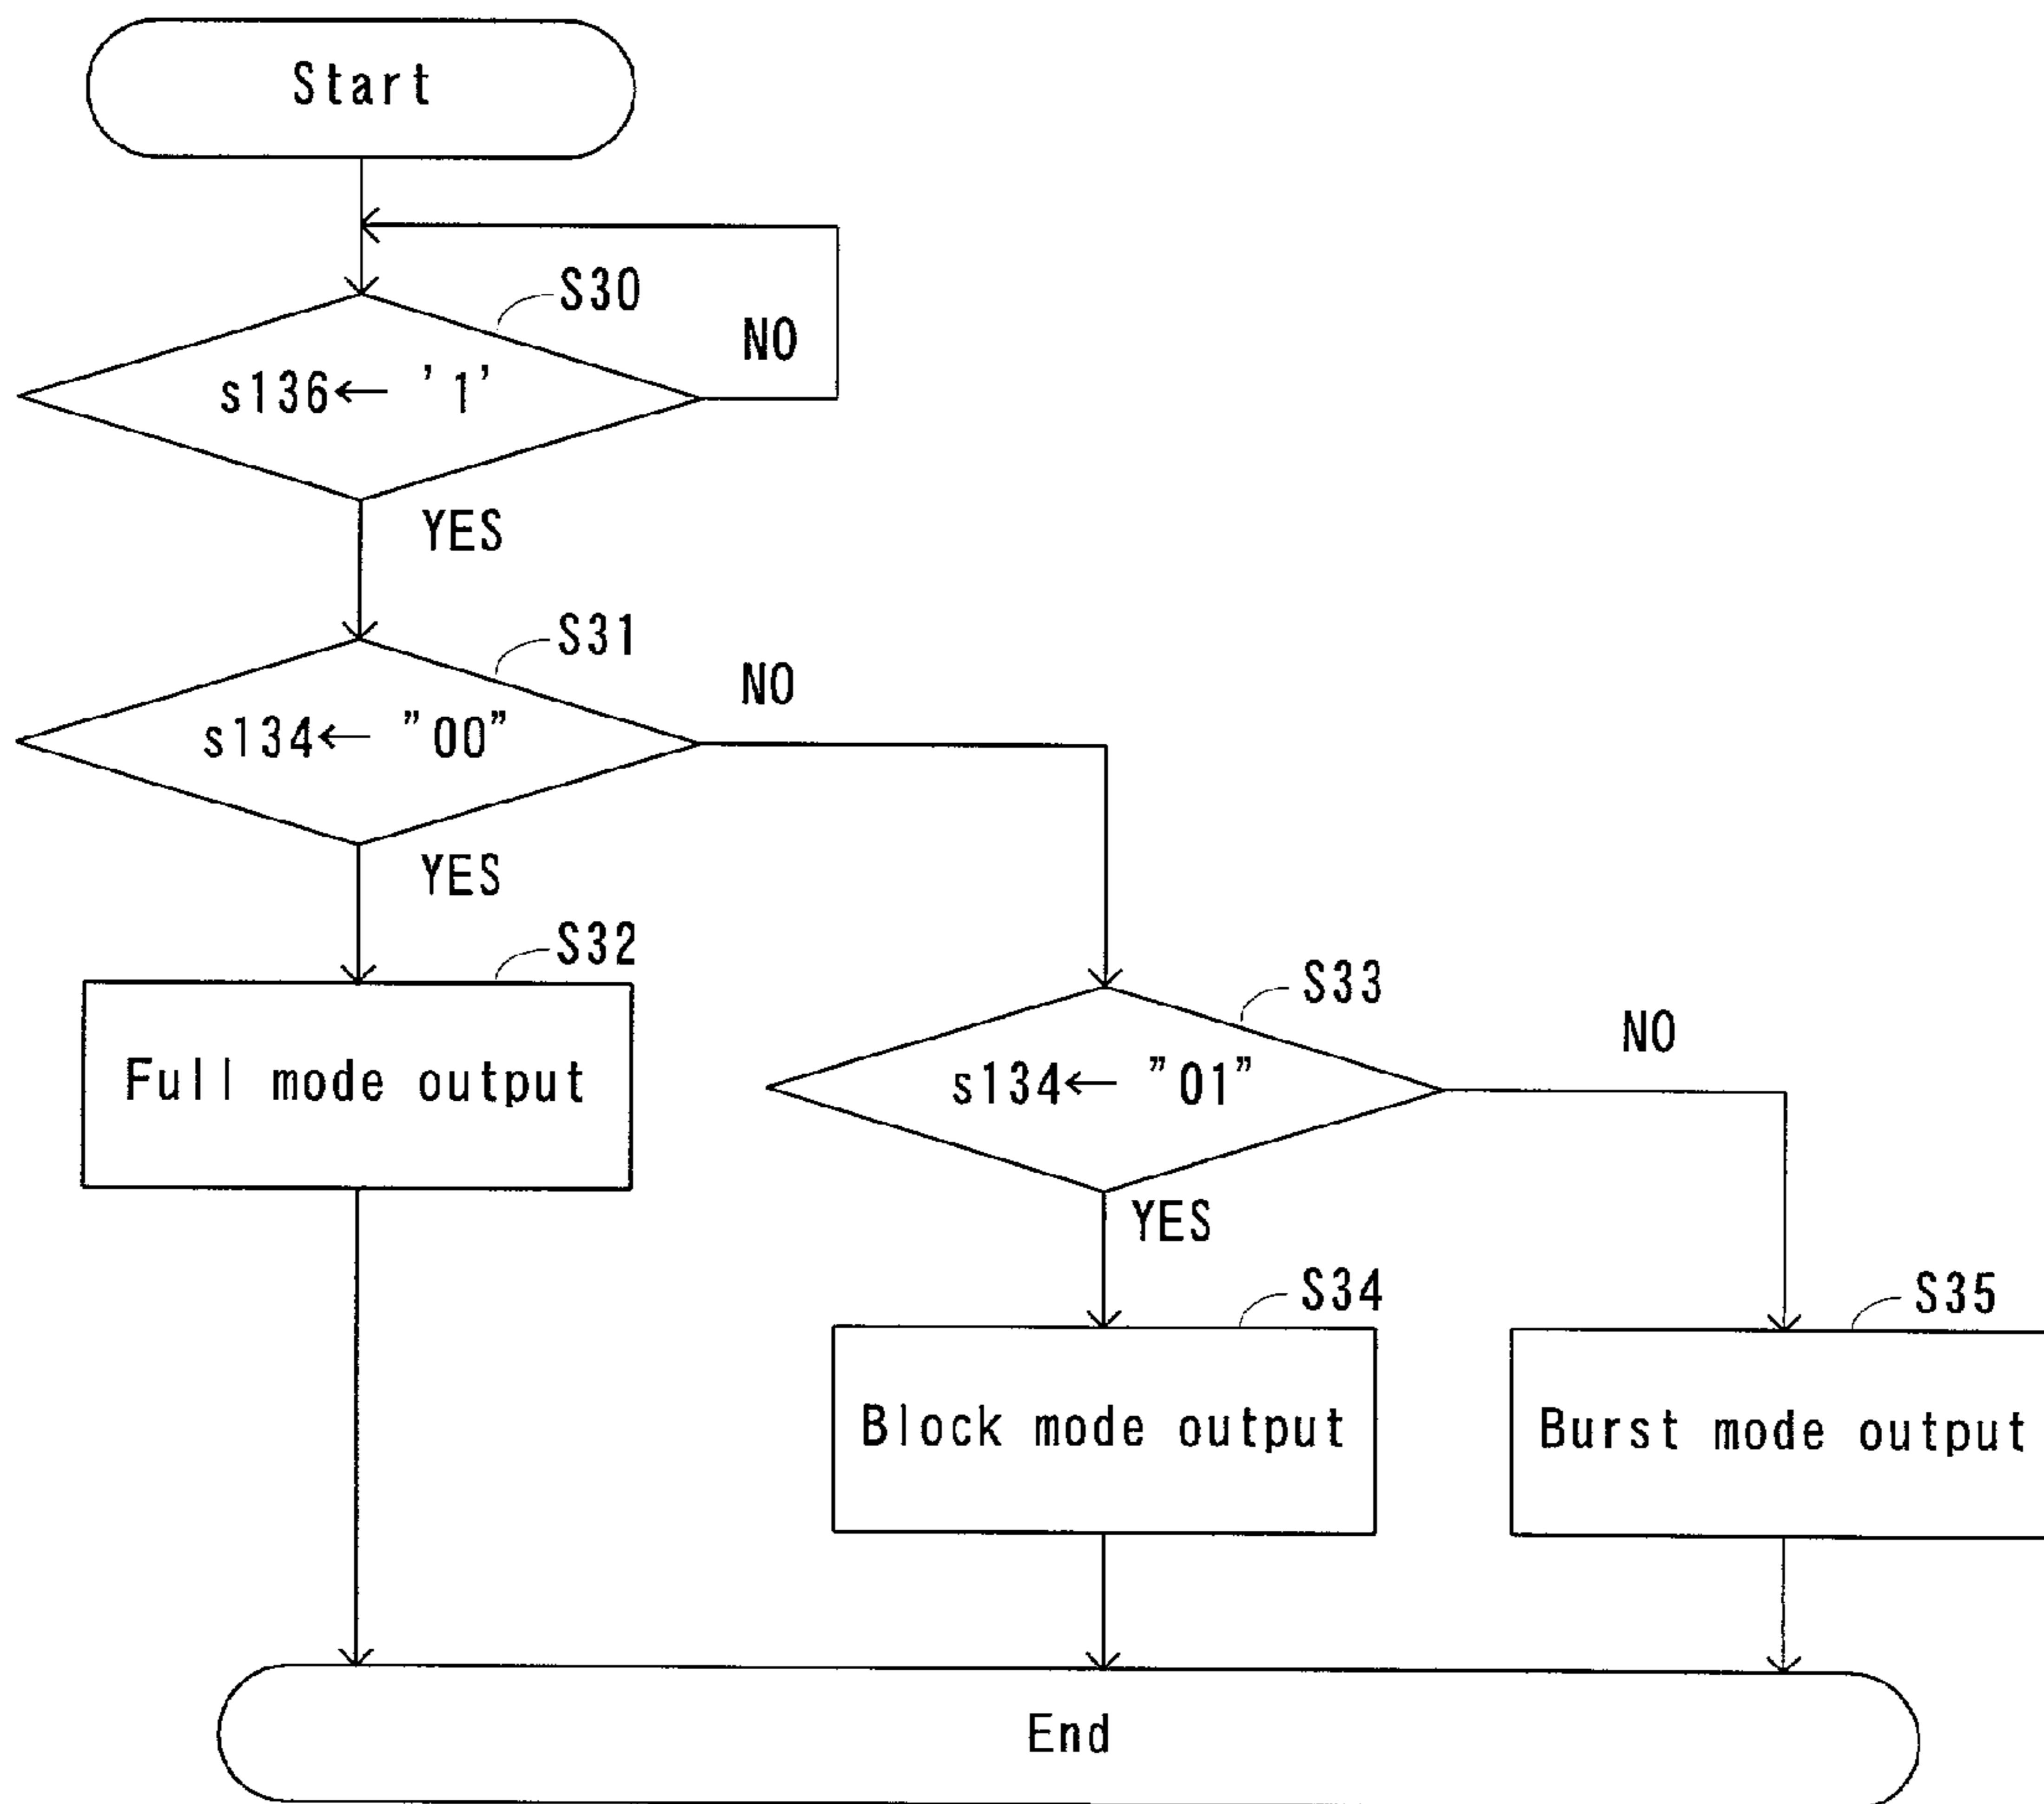 Start
S30
NO
s136← '1'
YES
S31
NO
s134← "00"
YES
S32
Full mode output
S33
NO
s134← "01"
YES
S34
Block mode output
S35
Burst mode output
End